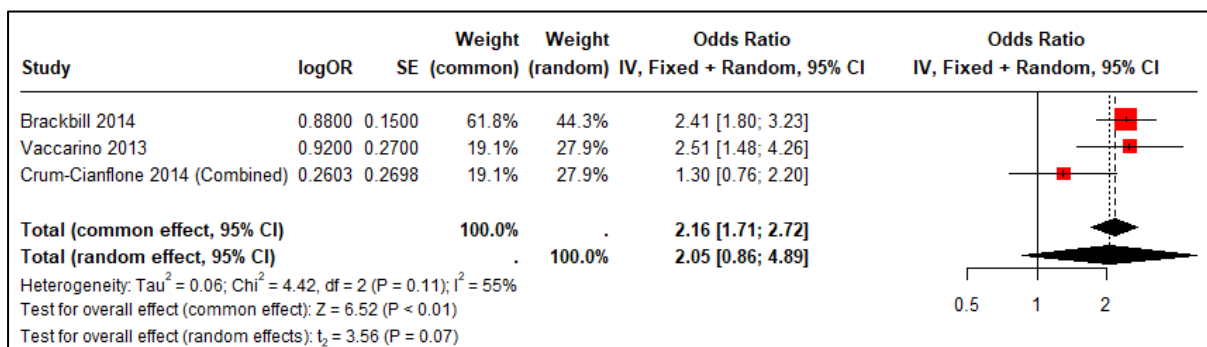 Weight Weight Odds Ratio Odds Ratio
Study logOR SE (common) (random) IV, Fixed + Random, 95% CI IV, Fixed + Random, 95% CI
Brackbill 2014 0.8800 0.1500 61.8% 44.3% 2.41 [1.80; 3.23]
Vaccarino 2013 0.9200 0.2700 19.1% 27.9% 2.51 [1.48; 4.26]
Crum-Cianflone 2014 (Combined) 0.2603 0.2698 19.1% 27.9% 1.30 [0.76; 2.20]
Total (common effect, 95% CI) 100.0% . 2.16 [1.71; 2.72]
Total (random effect, 95% CI) . 100.0% 2.05 [0.86; 4.89]
Heterogeneity: Tau² = 0.06; Chi² = 4.42, df = 2 (P = 0.11); I² = 55%
Test for overall effect (common effect): Z = 6.52 (P < 0.01)
Test for overall effect (random effects): t₂ = 3.56 (P = 0.07)
0.5 1 2